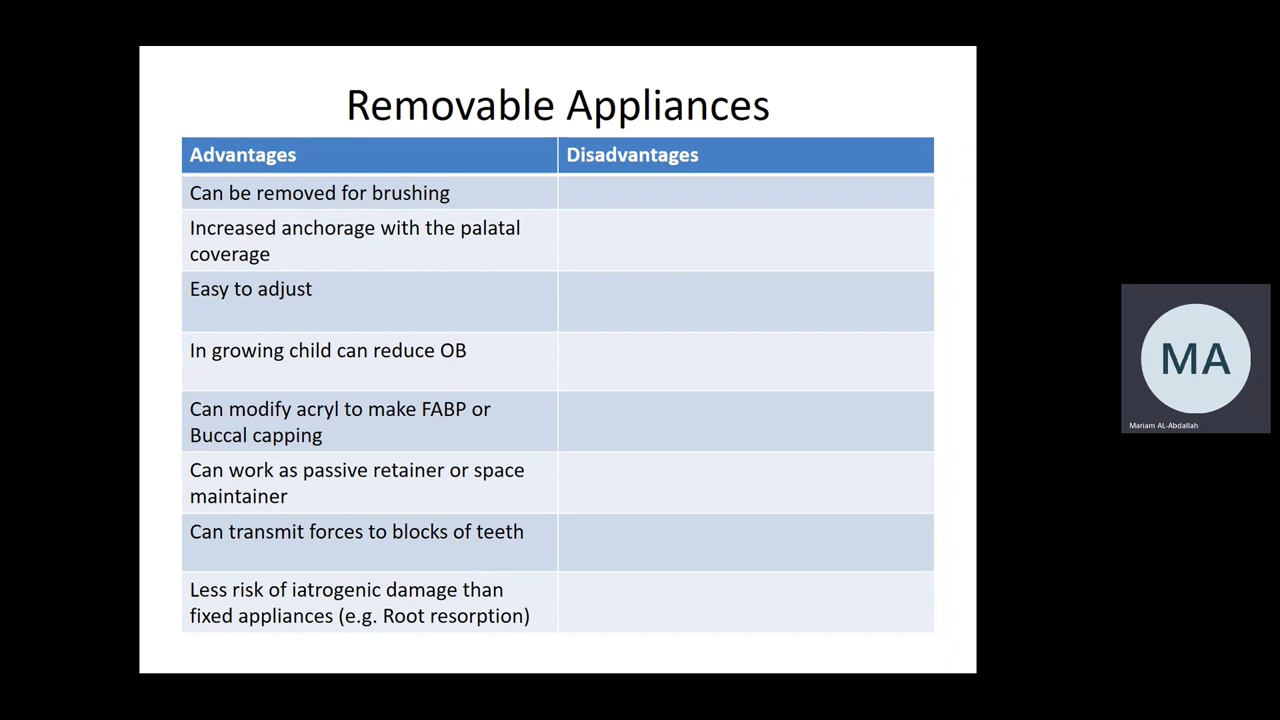 Removable Appliances
Advantages
Disadvantages
Can be removed for brushing
Increased anchorage with the palatal
coverage
Easy to adjust
In growing child can reduce OB
Can modify acryl to make FABP or
Buccal capping
Can work as passive retainer or space
maintainer
Can transmit forces to blocks of teeth
Less risk of iatrogenic damage than
fixed appliances (e.g. Root resorption)
MA
Mariam AL-Abdallah